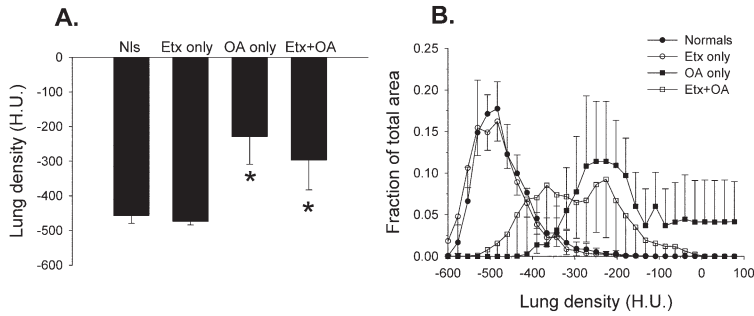 A.
Nls Etx only OA only Etx+OA
0
-100
-200
-300
-400
-500
-600
Lung density (H.U.)
*
*
B.
Normals
Etx only
OA only
Etx+OA
0.25
0.20
0.15
0.10
0.05
0.00
Fraction of total area
-600 -500 -400 -300 -200 -100 0 100
Lung density (H.U.)